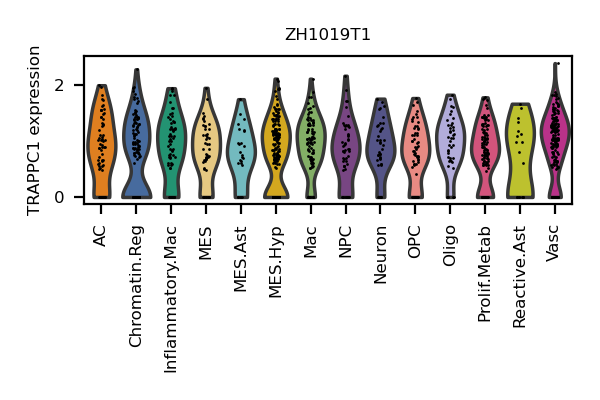 ZH1019T1
TRAPPC1 expression
2
0
AC
Chromatin.Reg
Inflammatory.Mac
MES
MES.Ast
MES.Hyp
Mac
NPC
Neuron
OPC
Oligo
Prolif.Metab
Reactive.Ast
Vasc